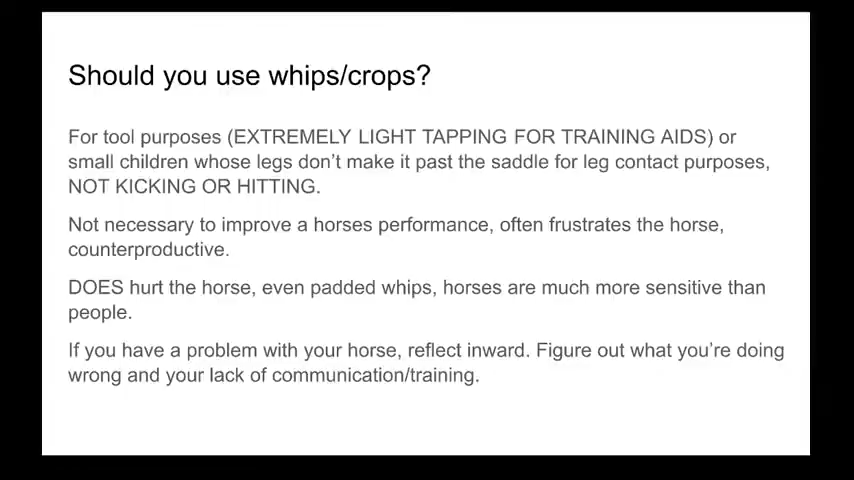 Should you use whips/crops?
For tool purposes (EXTREMELY LIGHT TAPPING FOR TRAINING AIDS) or
small children whose legs don’t make it past the saddle for leg contact purposes,
NOT KICKING OR HITTING.
Not necessary to improve a horses performance, often frustrates the horse,
counterproductive.
DOES hurt the horse, even padded whips, horses are much more sensitive than
people.
If you have a problem with your horse, reflect inward. Figure out what you’re doing
wrong and your lack of communication/training.